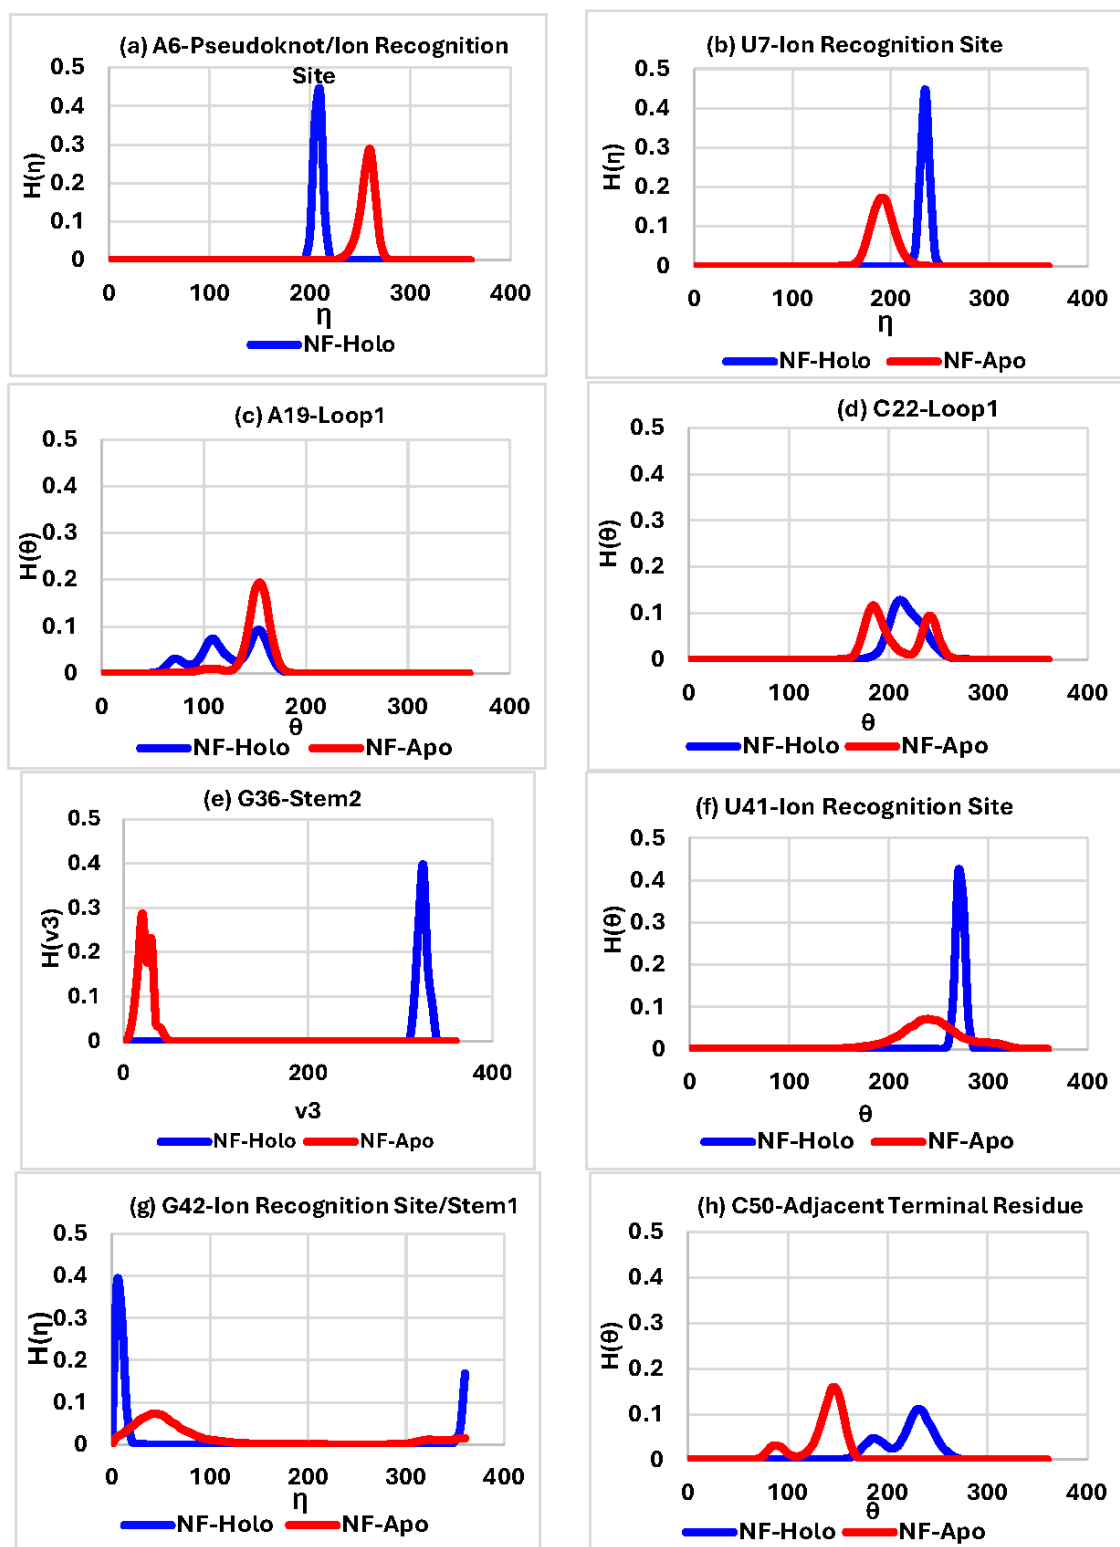 (a) A6-Pseudoknot/Ion Recognition
Site
0.5
0.4
0.3
0.2
0.1
0
H(η)
0 100 200 300 400
η
NF-Holo
(b) U7-Ion Recognition Site
0.5
0.4
0.3
0.2
0.1
0
H(η)
0 100 200 300 400
η
NF-Holo NF-Apo
(c) A19-Loop1
0.5
0.4
0.3
0.2
0.1
0
H(θ)
0 100 200 300 400
θ
NF-Holo NF-Apo
(d) C22-Loop1
0.5
0.4
0.3
0.2
0.1
0
H(θ)
0 100 200 300 400
θ
NF-Holo NF-Apo
(e) G36-Stem2
0.5
0.4
0.3
0.2
0.1
0
H(v3)
0 200 400
v3
NF-Holo NF-Apo
(f) U41-Ion Recognition Site
0.5
0.4
0.3
0.2
0.1
0
H(θ)
0 100 200 300 400
θ
NF-Holo NF-Apo
(g) G42-Ion Recognition Site/Stem1
0.5
0.4
0.3
0.2
0.1
0
H(η)
0 100 200 300 400
η
NF-Holo NF-Apo
(h) C50-Adjacent Terminal Residue
0.5
0.4
0.3
0.2
0.1
0
H(θ)
0 100 200 300 400
θ
NF-Holo NF-Apo